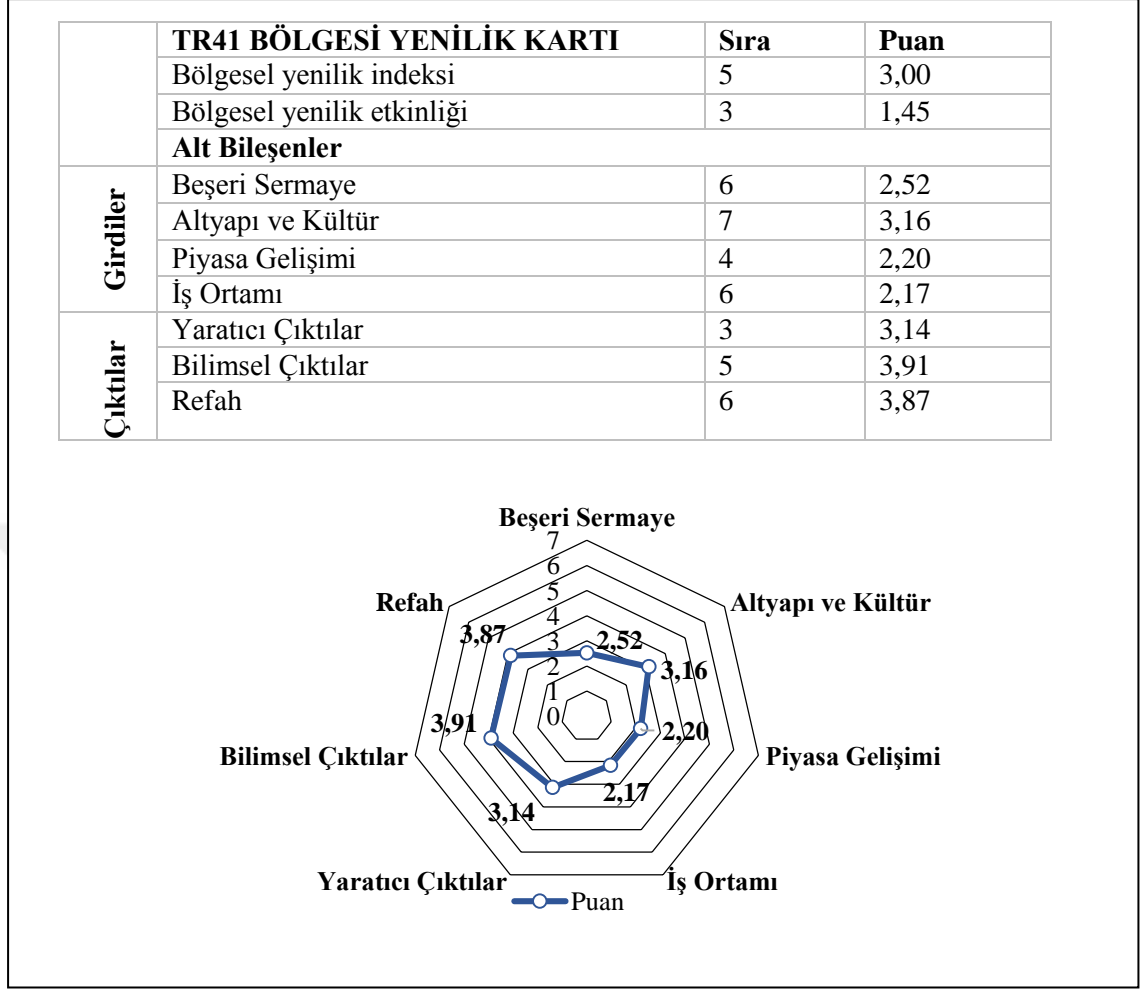 TR41 BÖLGESİ YENİLİK KARTI Sıra Puan
Bölgesel yenilik indeksi 5 3,00
Bölgesel yenilik etkinliği 3 1,45
Alt Bileşenler
Girdiler
Beşeri Sermaye 6 2,52
Altyapı ve Kültür 7 3,16
Piyasa Gelişimi 4 2,20
İş Ortamı 6 2,17
Çıktılar
Yaratıcı Çıktılar 3 3,14
Bilimsel Çıktılar 5 3,91
Refah 6 3,87
Beşeri Sermaye
7
6
5
4
3
2
1
0
Refah
Altyapı ve Kültür
3,87
2,52
3,16
3,91
2,20
Bilimsel Çıktılar
Piyasa Gelişimi
2,17
3,14
Yaratıcı Çıktılar
İş Ortamı
Puan